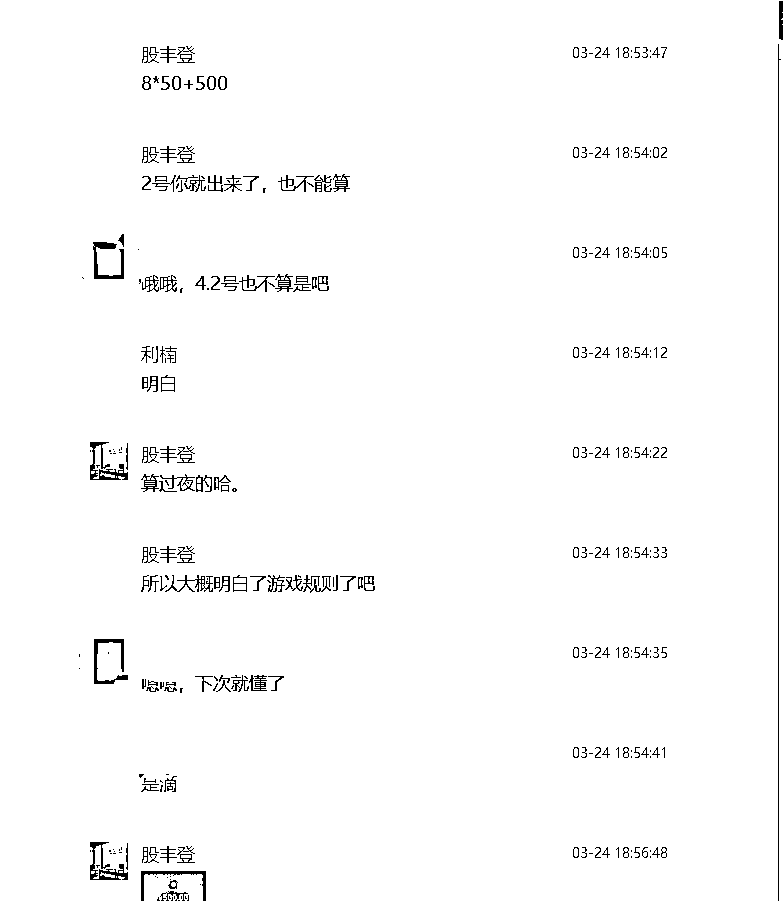 股丰登 03-24 18:53:47
8*50+500
股丰登 03-24 18:54:02
2号你就出来了，也不能算
03-24 18:54:05
哦哦，4.2号也不算是吧
利楠 03-24 18:54:12
明白
股丰登 03-24 18:54:22
算过夜的哈。
股丰登 03-24 18:54:33
所以大概明白了游戏规则了吧
03-24 18:54:35
嗯嗯，下次就懂了
03-24 18:54:41
是滴
股丰登 03-24 18:56:48